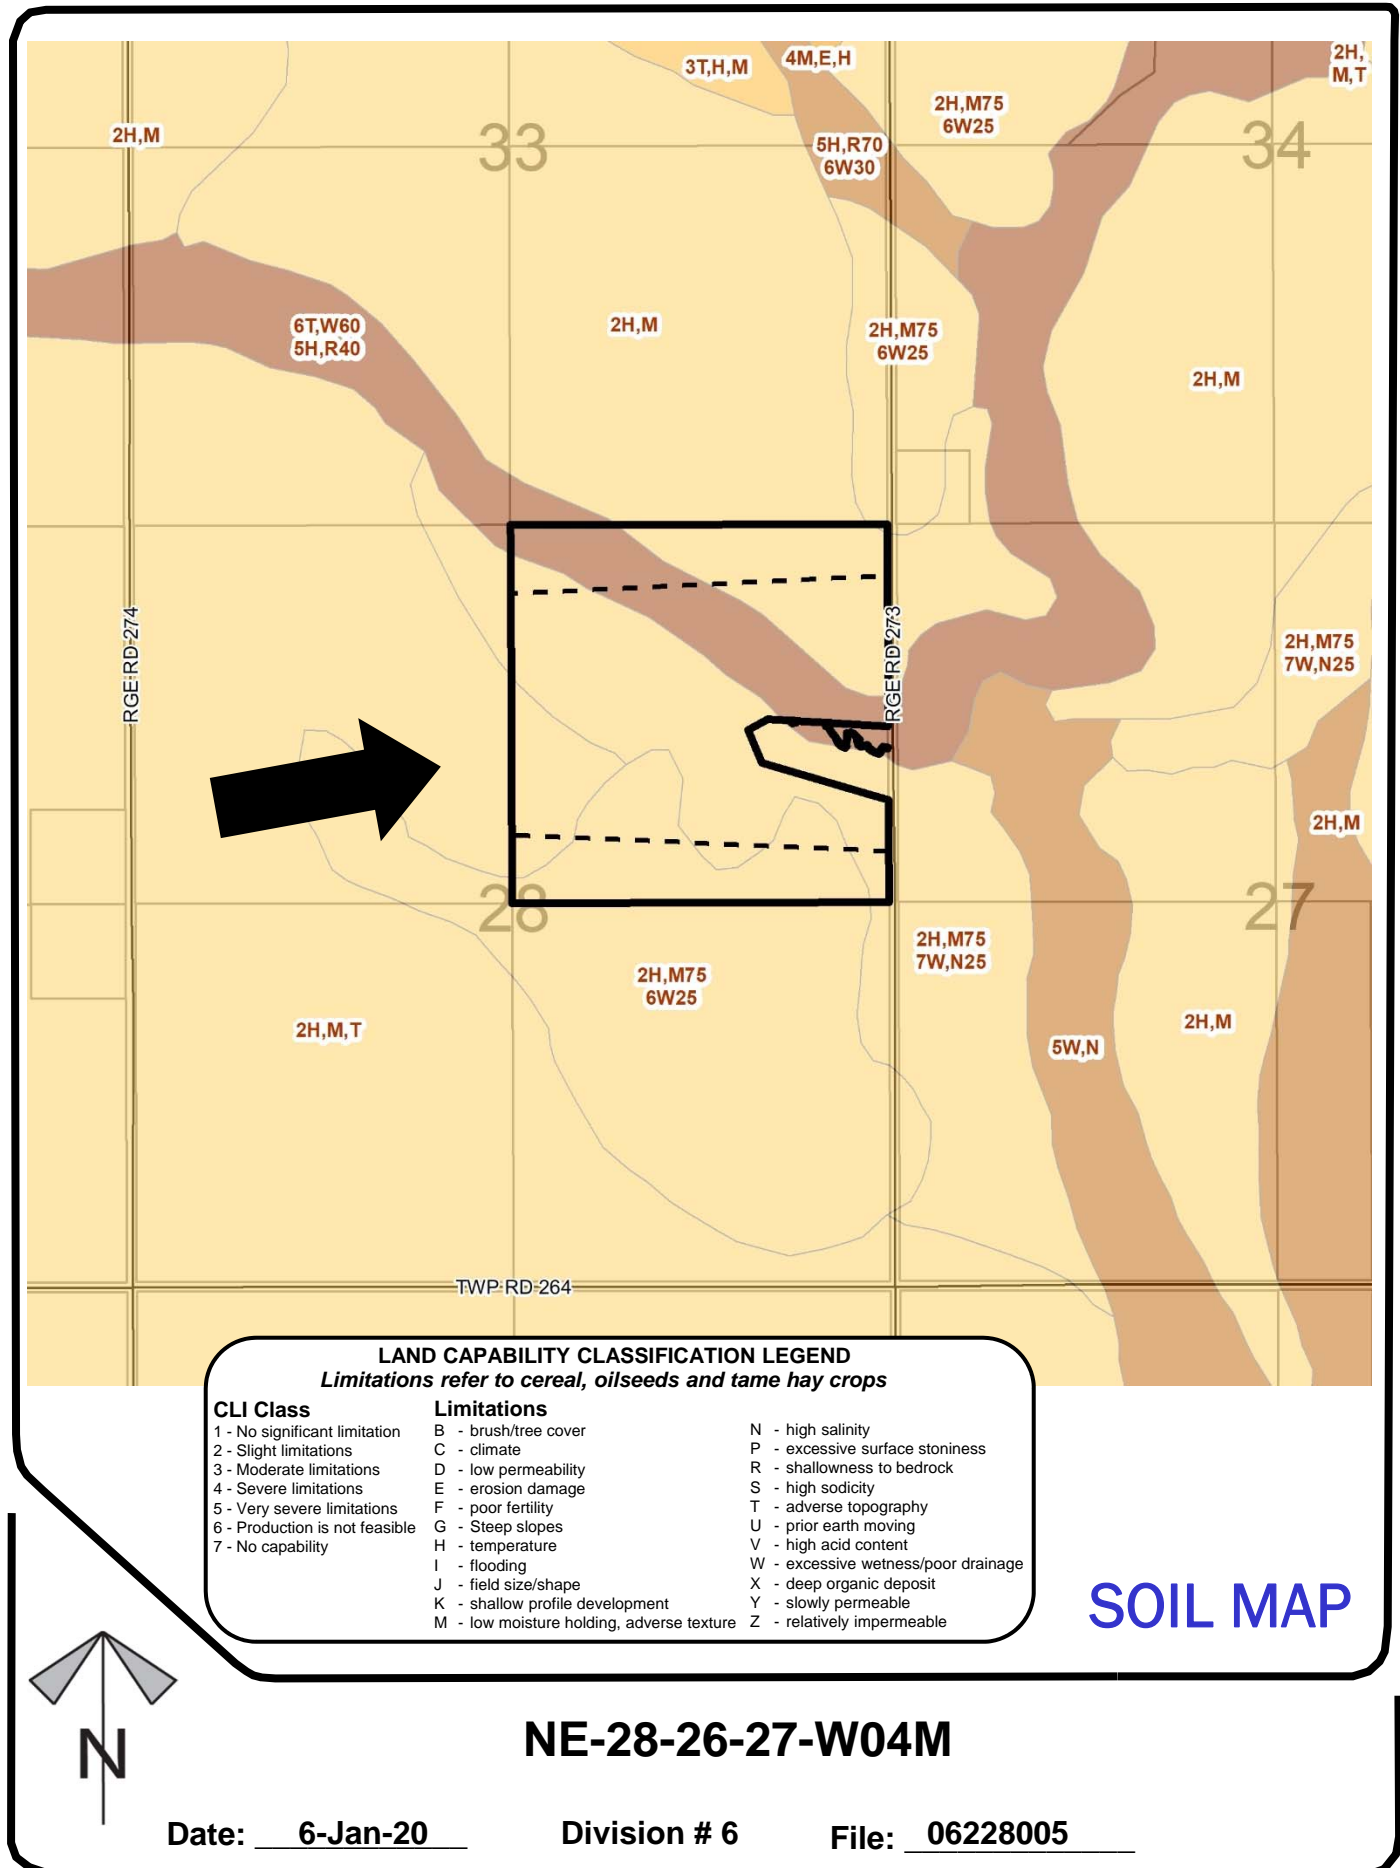 3T,H,M
4M,E,H
2H,
M,T
2H,M75
6W25
2H,M
33
34
5H,R70
6W30
6T,W60
5H,R40
2H,M
2H,M75
6W25
2H,M
RGE RD 274
RGE RD 273
2H,M75
7W,N25
2H,M
28
27
2H,M75
7W,N25
2H,M75
6W25
2H,M,T
2H,M
5W,N
TWP RD 264
LAND CAPABILITY CLASSIFICATION LEGEND
Limitations refer to cereal, oilseeds and tame hay crops
CLI Class
1 - No significant limitation
2 - Slight limitations
3 - Moderate limitations
4 - Severe limitations
5 - Very severe limitations
6 - Production is not feasible
7 - No capability
Limitations
B - brush/tree cover
C - climate
D - low permeability
E - erosion damage
F - poor fertility
G - Steep slopes
H - temperature
I - flooding
J - field size/shape
K - shallow profile development
M - low moisture holding, adverse texture
N - high salinity
P - excessive surface stoniness
R - shallowness to bedrock
S - high sodicity
T - adverse topography
U - prior earth moving
V - high acid content
W - excessive wetness/poor drainage
X - deep organic deposit
Y - slowly permeable
Z - relatively impermeable
SOIL MAP
N
NE-28-26-27-W04M
Date: 6-Jan-20 Division # 6 File: 06228005